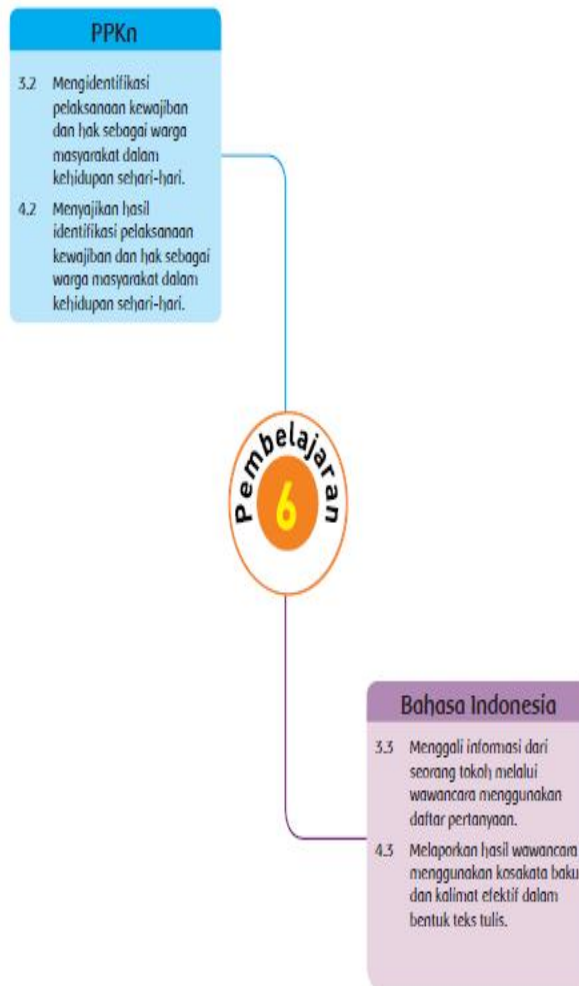 PPKn
3.2 Mengidentifikasi
pelaksanaan kewajiban
dan hak sebagai warga
masyarakat dalam
kehidupan sehari-hari.
4.2 Menyajikan hasil
identifikasi pelaksanaan
kewajiban dan hak sebagai
warga masyarakat dalam
kehidupan sehari-hari.
Pembelajaran
6
Bahasa Indonesia
3.3 Menggali informasi dari
seorang tokoh melalui
wawancara menggunakan
daftar pertanyaan.
4.3 Melaporkan hasil wawancara
menggunakan kosakata baku
dan kalimat efektif dalam
bentuk teks tulis.